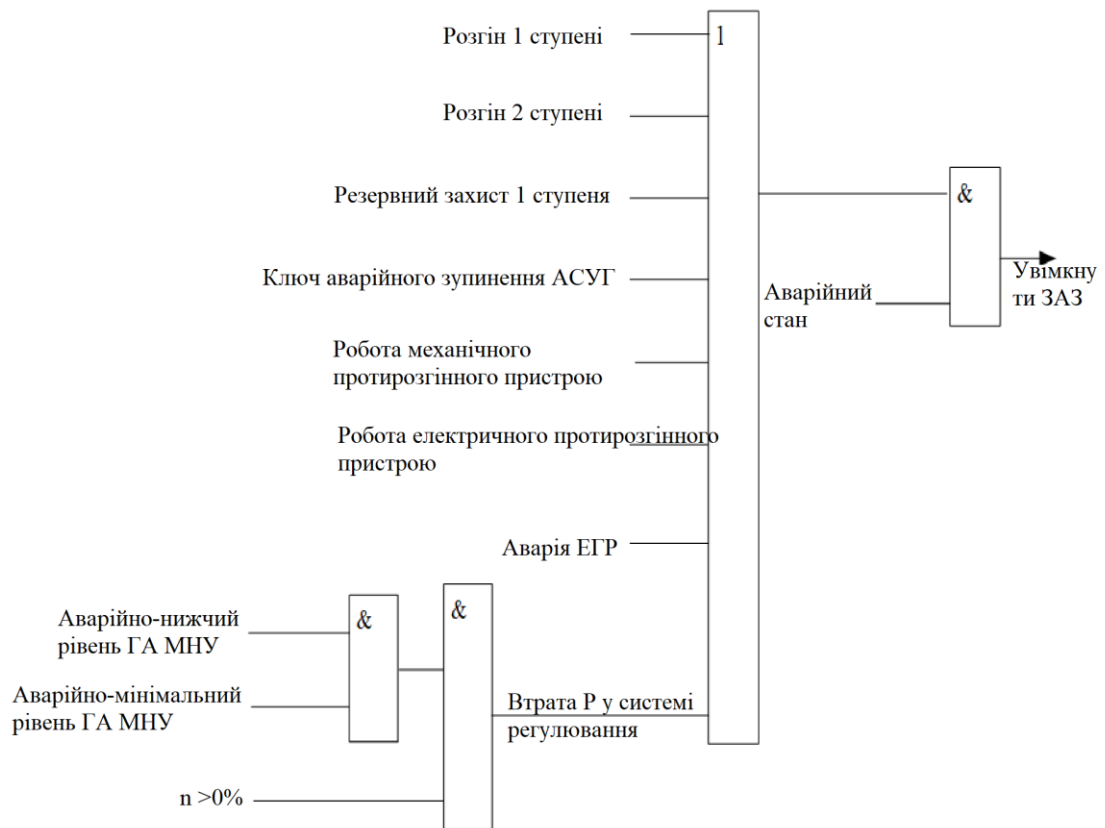 Розгін 1 ступені
1
Розгін 2 ступені
Резервний захист 1 ступеня
&
Ключ аварійного зупинення АСУГ
Аварійний
стан
Увімкну
ти ЗАЗ
Робота механічного
протирозгінного пристрою
Робота електричного протирозгінного
пристрою
Аварія ЕГР
Аварійно-нижчий
рівень ГА МНУ
&
&
Аварійно-мінімальний
рівень ГА МНУ
Втрата Р у системі
регулювання
n >0%